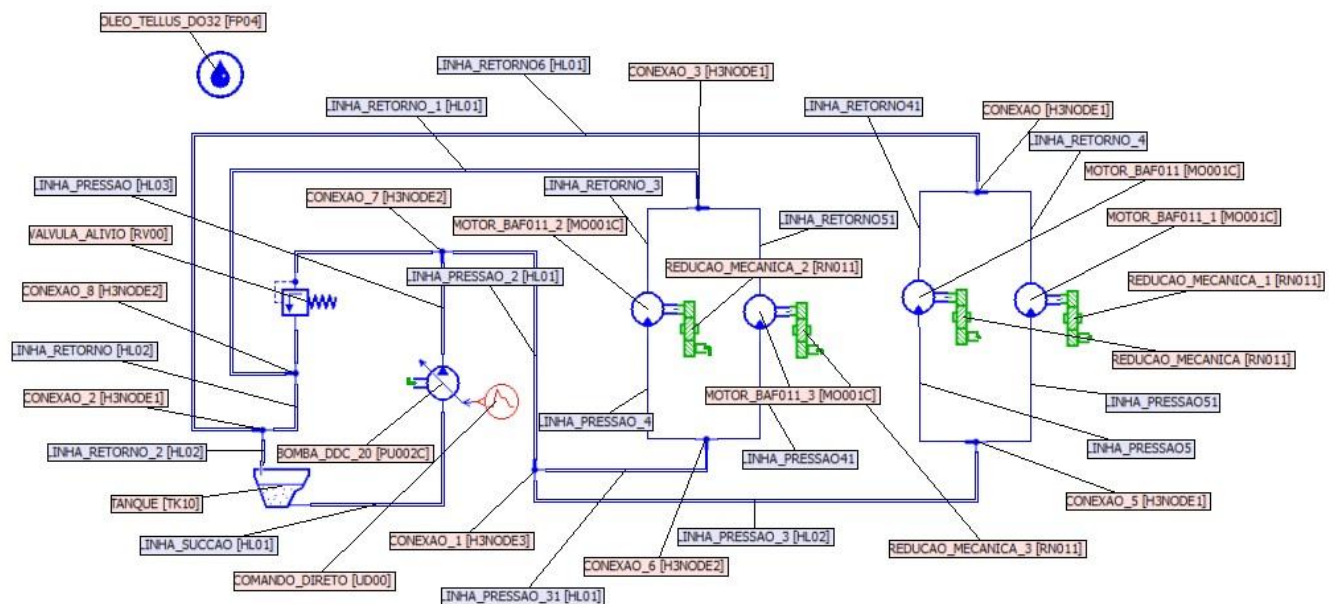 OLEO_TELLUS_DO32 [FP04]
LINHA_RETORNO6 [HL01]
CONEXAO_3 [H3NODE1]
LINHA_RETORNO_1 [HL01]
LINHA_RETORNO41
CONEXAO [H3NODE1]
LINHA_RETORNO_4
LINHA_PRESSAO [HL03]
CONEXAO_7 [H3NODE2]
LINHA_RETORNO_3
MOTOR_BAF011 [MO001C]
MOTOR_BAF011_2 [MO001C]
LINHA_RETORNO51
MOTOR_BAF011_1 [MO001C]
VALVULA_ALIVIO [RV00]
LINHA_PRESSAO_2 [HL01]
REDUCAO_MECANICA_2 [RN011]
REDUCAO_MECANICA_1 [RN011]
CONEXAO_8 [H3NODE2]
LINHA_RETORNO [HL02]
REDUCAO_MECANICA [RN011]
CONEXAO_2 [H3NODE1]
MOTOR_BAF011_3 [MO001C]
LINHA_PRESSAO51
LINHA_PRESSAO_4
LINHA_RETORNO_2 [HL02]
BOMBA_DDC_20 [PU002C]
LINHA_PRESSAO41
LINHA_PRESSAO5
TANQUE [TK10]
CONEXAO_5 [H3NODE1]
LINHA_SUCCAO [HL01]
CONEXAO_1 [H3NODE3]
LINHA_PRESSAO_3 [HL02]
REDUCAO_MECANICA_3 [RN011]
CONEXAO_6 [H3NODE2]
COMANDO_DIRETO [UD00]
LINHA_PRESSAO_31 [HL01]